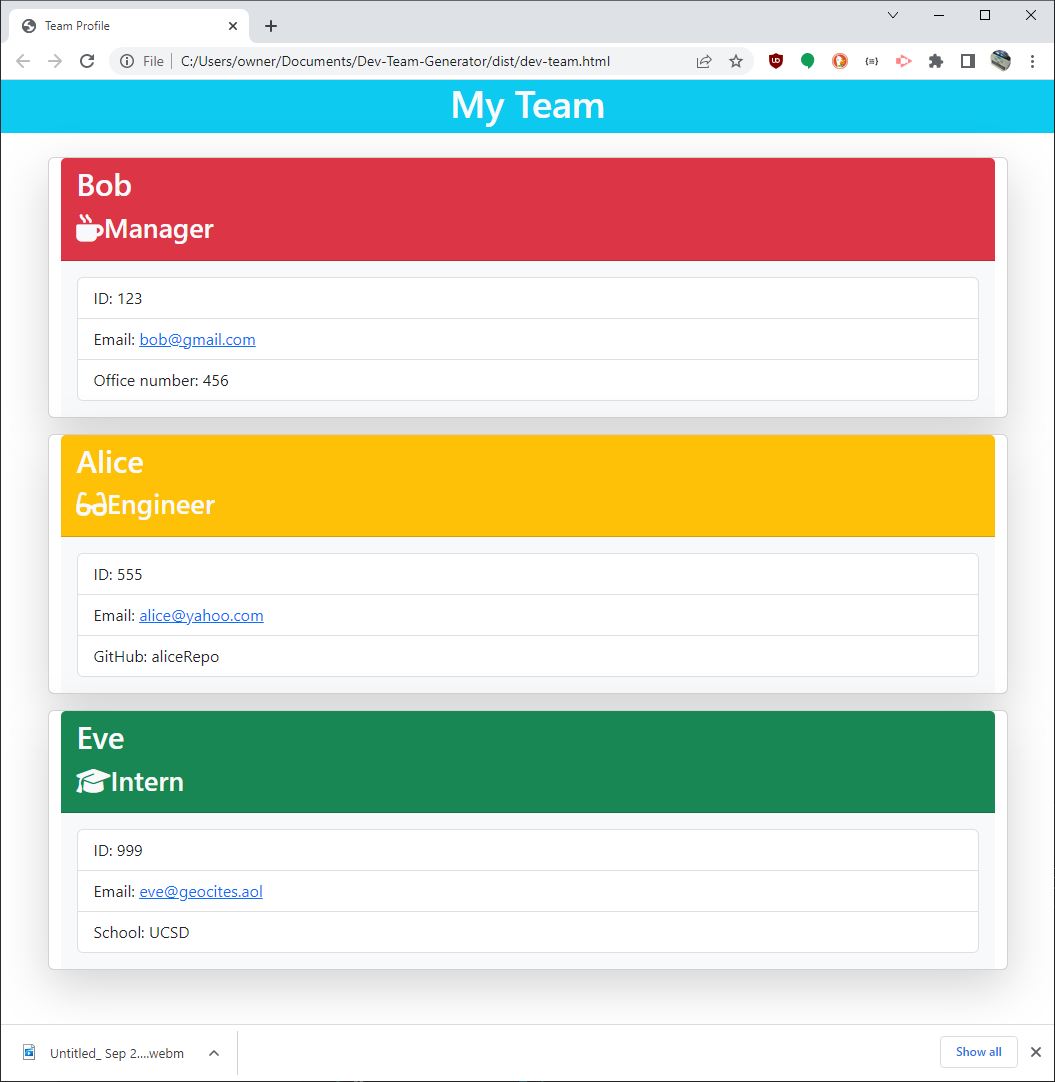 Team Profile
File
C:/Users/owner/Documents/Dev-Team-Generator/dist/dev-team.html
My Team
Bob
Manager
ID: 123
Email: bob@gmail.com
Office number: 456
Alice
Engineer
ID: 555
Email: alice@yahoo.com
GitHub: aliceRepo
Eve
Intern
ID: 999
Email: eve@geocites.aol
School: UCSD
Untitled_ Sep 2....webm
Show all